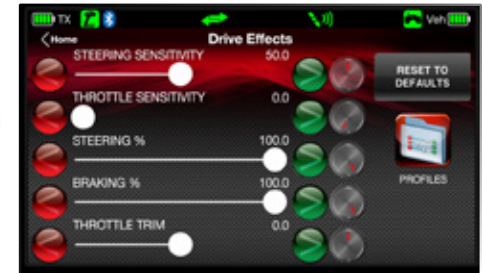 TX Veh
Home Drive Effects
STEERING SENSITIVITY 50.0
RESET TO
DEFAULTS
THROTTLE SENSITIVITY 0.0
STEERING % 100.0
BRAKING % 100.0
PROFILES
THROTTLE TRIM 0.0